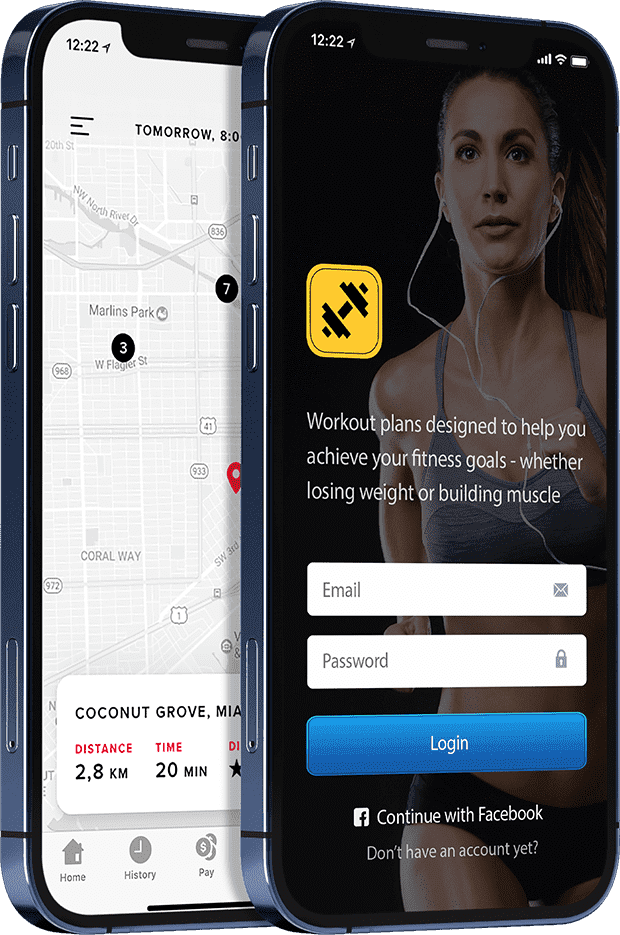 12:22
TOMORROW, 8:0
20th St
NW North River Dr
836
7
Marlins Park
3
W Flagler St
968
41
933
CORAL WAY
SW 3rd
972
1
COCONUT GROVE, MIA
DISTANCE
TIME
DI
2,8 KM
20 MIN
Home
History
Pay
12:22
Workout plans designed to help you
achieve your fitness goals - whether
losing weight or building muscle
Email
Password
Login
Continue with Facebook
Don't have an account yet?